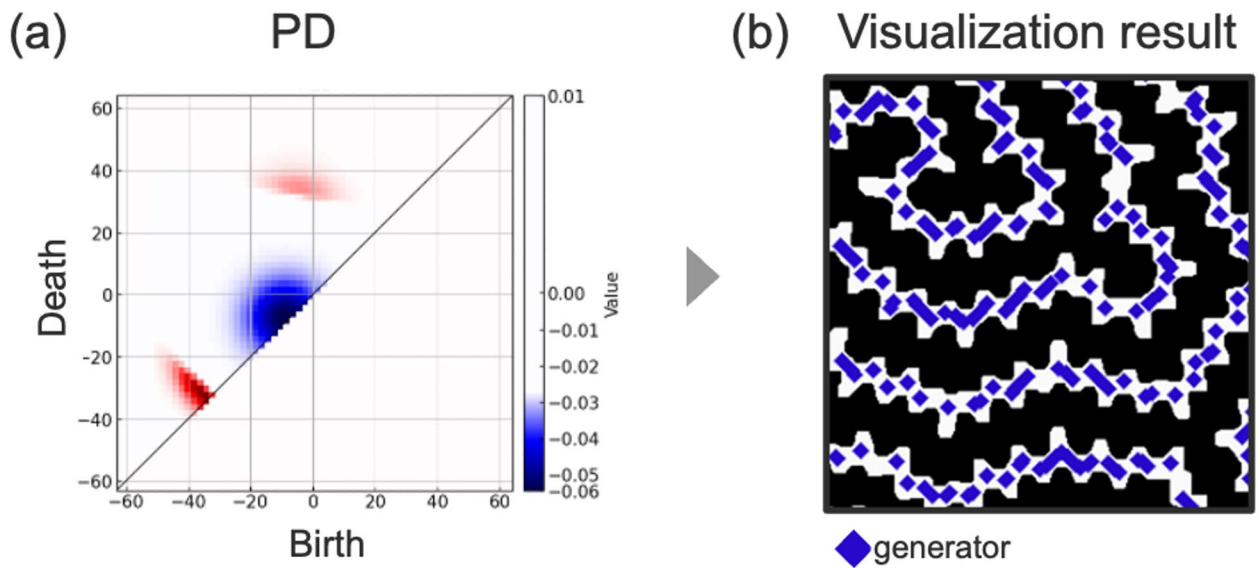 (a) PD
(b) Visualization result
60
40
20
0
-20
-40
-60
-60 -40 -20 0 20 40 60
Death
Birth
0.01
0.00
-0.01
-0.02
-0.03
-0.04
-0.05
-0.06
Value
generator